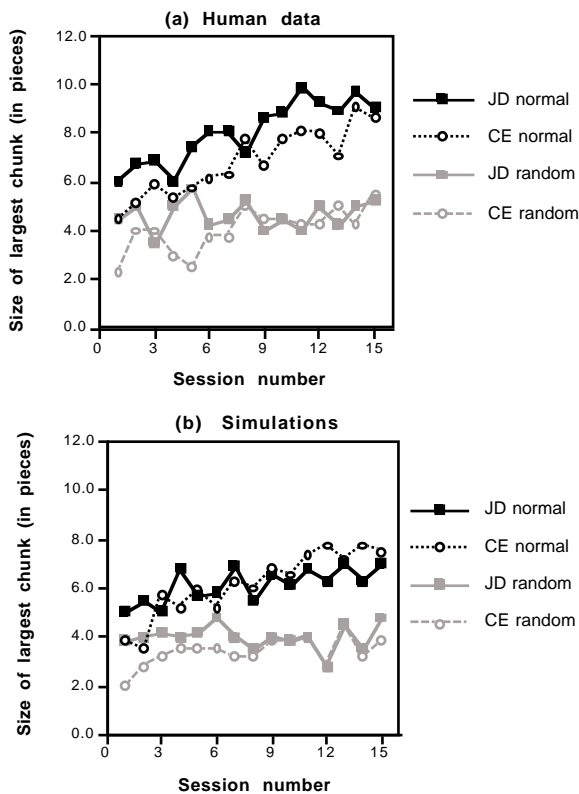 (a) Human data
Size of largest chunk (in pieces)
12.0
10.0
8.0
6.0
4.0
2.0
0.0
0 3 6 9 12 15
Session number
JD normal
CE normal
JD random
CE random
(b) Simulations
Size of largest chunk (in pieces)
12.0
10.0
8.0
6.0
4.0
2.0
0.0
0 3 6 9 12 15
Session number
JD normal
CE normal
JD random
CE random